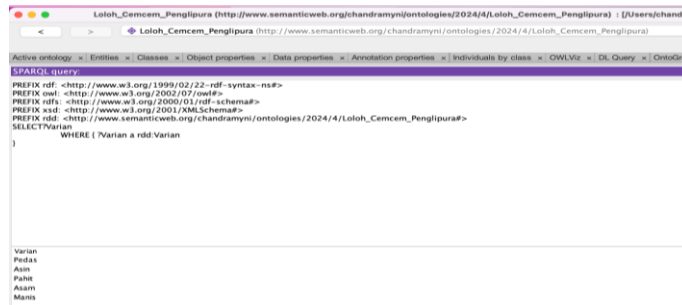 Loloh_Cemcem_Penglipura (http://www.semanticweb.org/chandramyni/ontologies/2024/4/Loloh_Cemcem_Penglipura) : [/Users/chand
< > Loloh_Cemcem_Penglipura (http://www.semanticweb.org/chandramyni/ontologies/2024/4/Loloh_Cemcem_Penglipura)
Active ontology × Entities × Classes × Object properties × Data properties × Annotation properties × Individuals by class × OWLViz × DL Query × OntoGr
SPARQL query:
PREFIX rdf: <http://www.w3.org/1999/02/22-rdf-syntax-ns#>
PREFIX owl: <http://www.w3.org/2002/07/owl#>
PREFIX rdfs: <http://www.w3.org/2000/01/rdf-schema#>
PREFIX xsd: <http://www.w3.org/2001/XMLSchema#>
PREFIX rdd: <http://www.semanticweb.org/chandramyni/ontologies/2024/4/Loloh_Cemcem_Penglipura#>
SELECT?Varian
WHERE { ?Varian a rdd:Varian
}
Varian
Pedas
Asin
Pahit
Asam
Manis